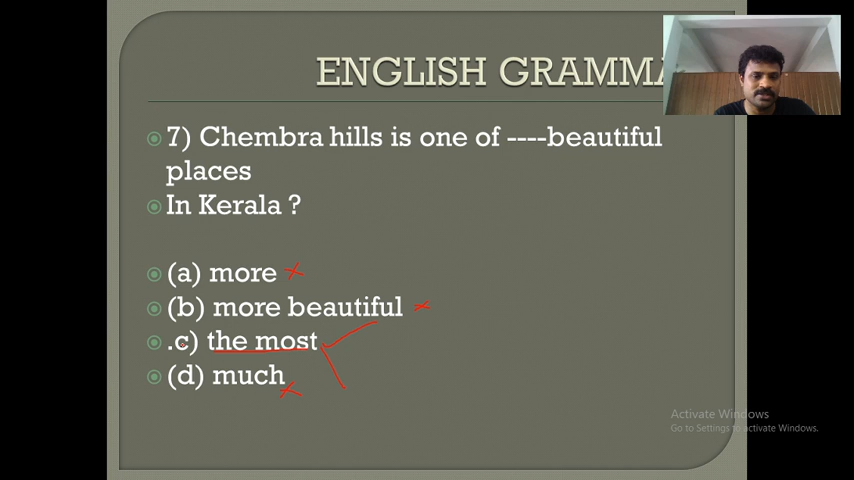 ENGLISH GRAMMA
7) Chembra hills is one of ----beautiful
places
In Kerala ?
(a) more
(b) more beautiful
.c) the most
(d) much
Activate Windows
Go to Settings to activate Windows.